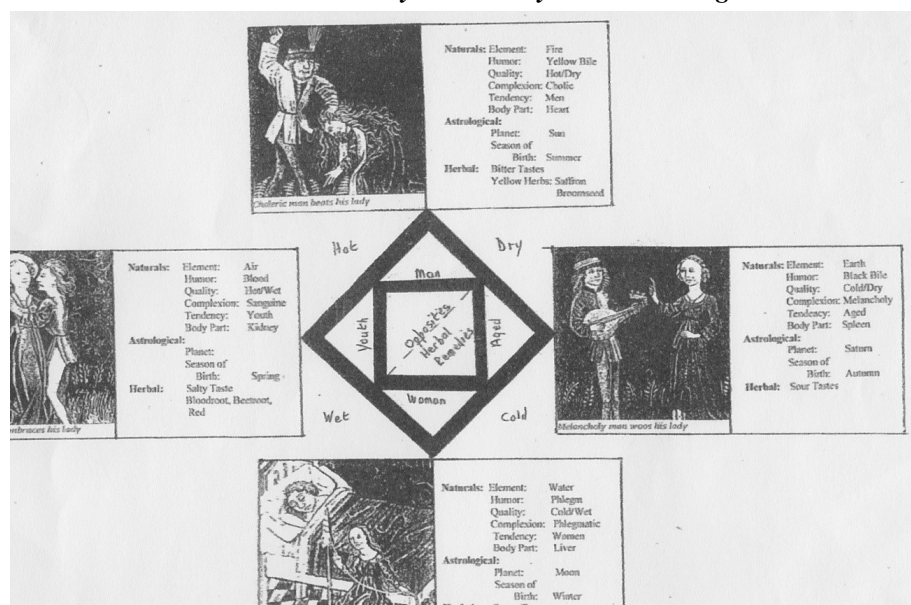 Naturals: Element: Fire
Humor: Yellow Bile
Quality: Hot/Dry
Complexion: Cholic
Tendency: Men
Body Part: Heart
Astrological:
Planet: Sun
Season of
Birth: Summer
Herbal: Bitter Tastes
Yellow Herbs: Saffron
Broomseed
Choleric man beats his lady
Hot
Dry
Man
Youth
Opposites
Herbal
Remedies
Aged
Woman
Wet
Cold
Naturals: Element: Air
Humor: Blood
Quality: Hot/Wet
Complexion: Sanguine
Tendency: Youth
Body Part: Kidney
Astrological:
Planet:
Season of
Birth: Spring
Herbal: Salty Taste
Bloodroot, Beetroot,
Red
embraces his lady
Naturals: Element: Earth
Humor: Black Bile
Quality: Cold/Dry
Complexion: Melancholy
Tendency: Aged
Body Part: Spleen
Astrological:
Planet: Saturn
Season of
Birth: Autumn
Herbal: Sour Tastes
Melancholy man woos his lady
Naturals: Element: Water
Humor: Phlegm
Quality: Cold/Wet
Complexion: Phlegmatic
Tendency: Women
Body Part: Liver
Astrological:
Planet: Moon
Season of
Birth: Winter